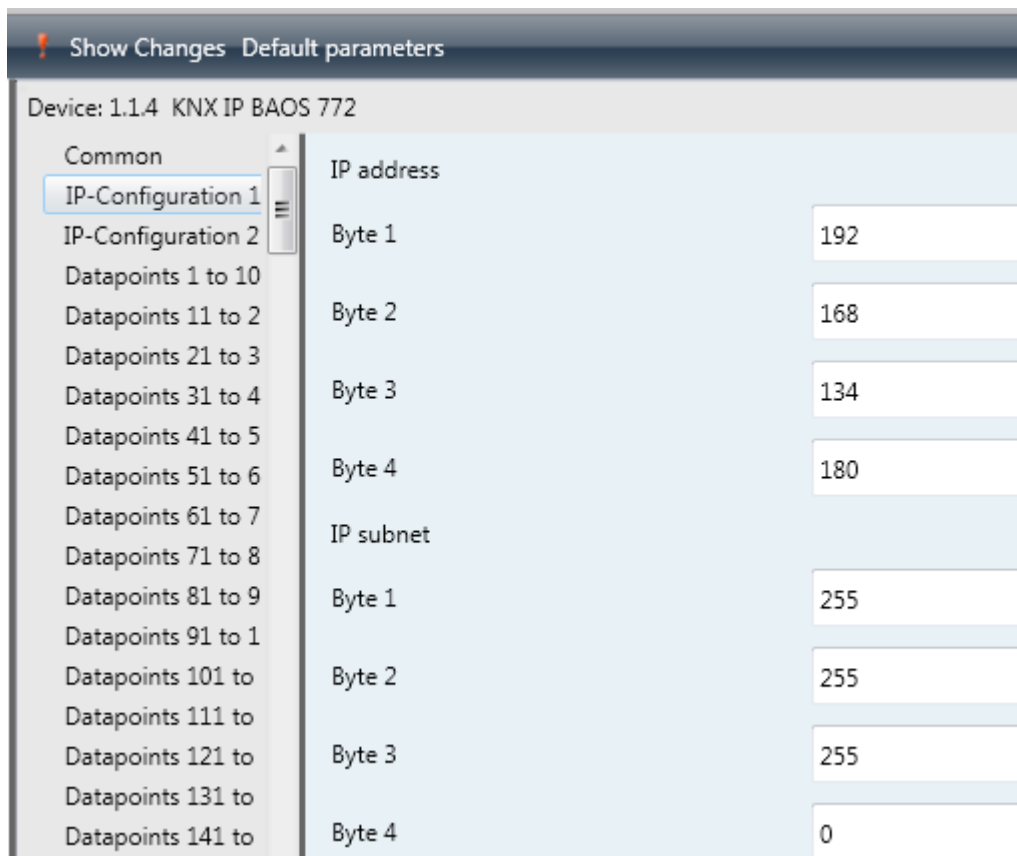 Show Changes Default parameters
Device: 1.1.4 KNX IP BAOS 772
Common
IP-Configuration 1
IP-Configuration 2
Datapoints 1 to 10
Datapoints 11 to 2
Datapoints 21 to 3
Datapoints 31 to 4
Datapoints 41 to 5
Datapoints 51 to 6
Datapoints 61 to 7
Datapoints 71 to 8
Datapoints 81 to 9
Datapoints 91 to 1
Datapoints 101 to
Datapoints 111 to
Datapoints 121 to
Datapoints 131 to
Datapoints 141 to
IP address
Byte 1 192
Byte 2 168
Byte 3 134
Byte 4 180
IP subnet
Byte 1 255
Byte 2 255
Byte 3 255
Byte 4 0